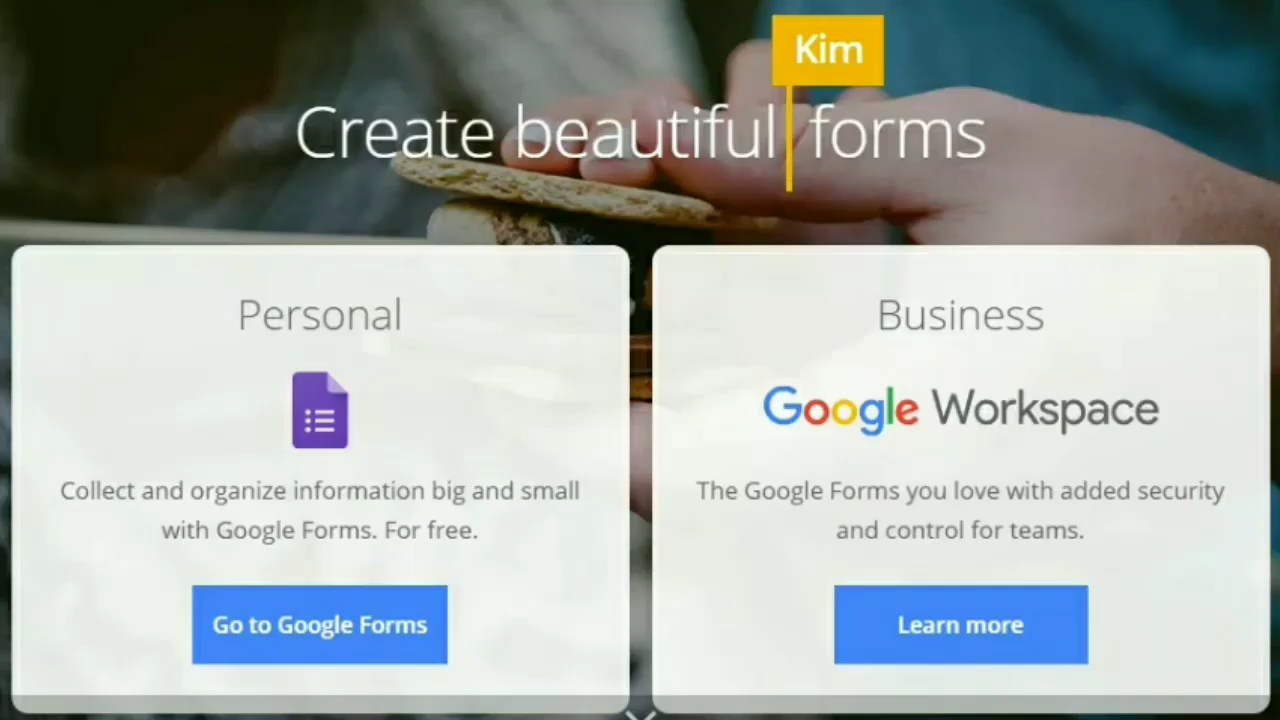 Kim
Create beautiful forms
Personal
Collect and organize information big and small
with Google Forms. For free.
Go to Google Forms
Business
Google Workspace
The Google Forms you love with added security
and control for teams.
Learn more